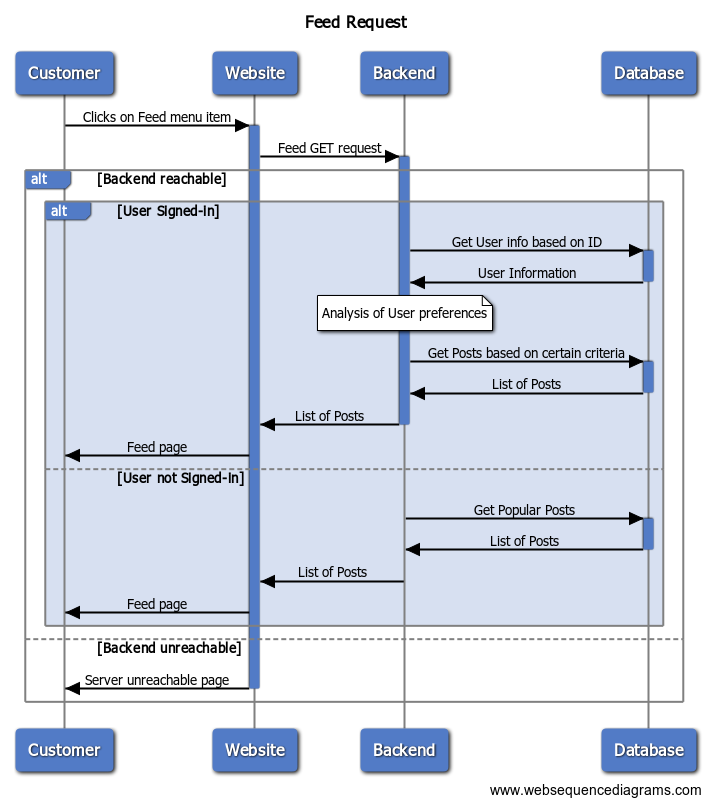 Feed Request
Customer
Website
Backend
Database
Clicks on Feed menu item
Feed GET request
alt
[Backend reachable]
alt
[User Signed-In]
Get User info based on ID
User Information
Analysis of User preferences
Get Posts based on certain criteria
List of Posts
List of Posts
Feed page
[User not Signed-In]
Get Popular Posts
List of Posts
List of Posts
Feed page
[Backend unreachable]
Server unreachable page
Customer
Website
Backend
Database
www.websequencediagrams.com